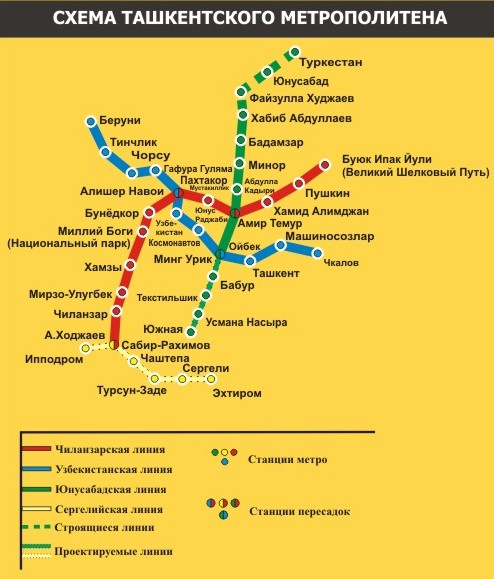 СХЕМА ТАШКЕНТСКОГО МЕТРОПОЛИТЕНА
Туркестан
Юнусабад
Файзулла Ходжаев
Хабиб Абдуллаев
Бадамзар
Минор
Абдулла
Кадыри
Беруни
Тинчлик
Чорсу
Гафура Гуляма
Пахтакор
Мустакиллик
Алишер Навои
Буюк Ипак Йули
(Великий Шелковый Путь)
Пушкин
Хамид Алимджан
Амир Темур
Юнус
Раджаби
Бунёдкор
Узбе-
кистан
Космонавтов
Миллий Боги
(Национальный парк)
Ойбек
Минг Урик
Машиносозлар
Чкалов
Ташкент
Хамзы
Бабур
Мирзо-Улугбек
Текстильщик
Чиланзар
Усмана Насыра
Южная
А.Ходжаев
Сабир-Рахимов
Ипподром
Чаштепа
Сергели
Турсун-Заде
Эхтиром
Чиланзарская линия
Узбекистанская линия
Юнусабадская линия
Сергелийская линия
Строящиеся линии
Проектируемые линии
Станции метро
Станции пересадок